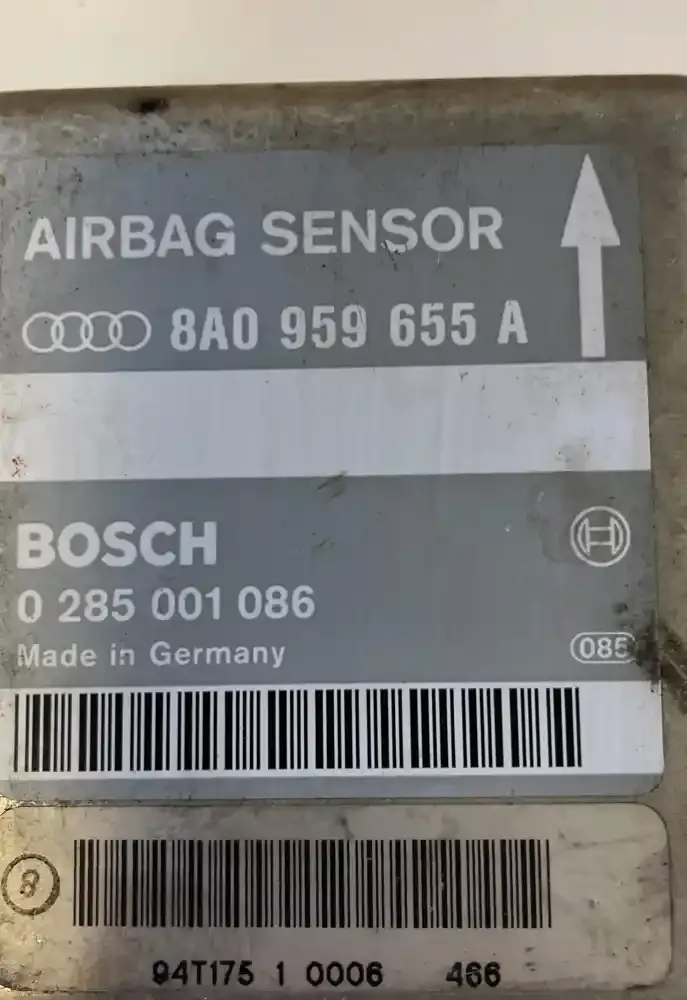 AIRBAG SENSOR
8A0 959 655 A
BOSCH
0 285 001 086
Made in Germany
085
8
94T175 1 0006 466